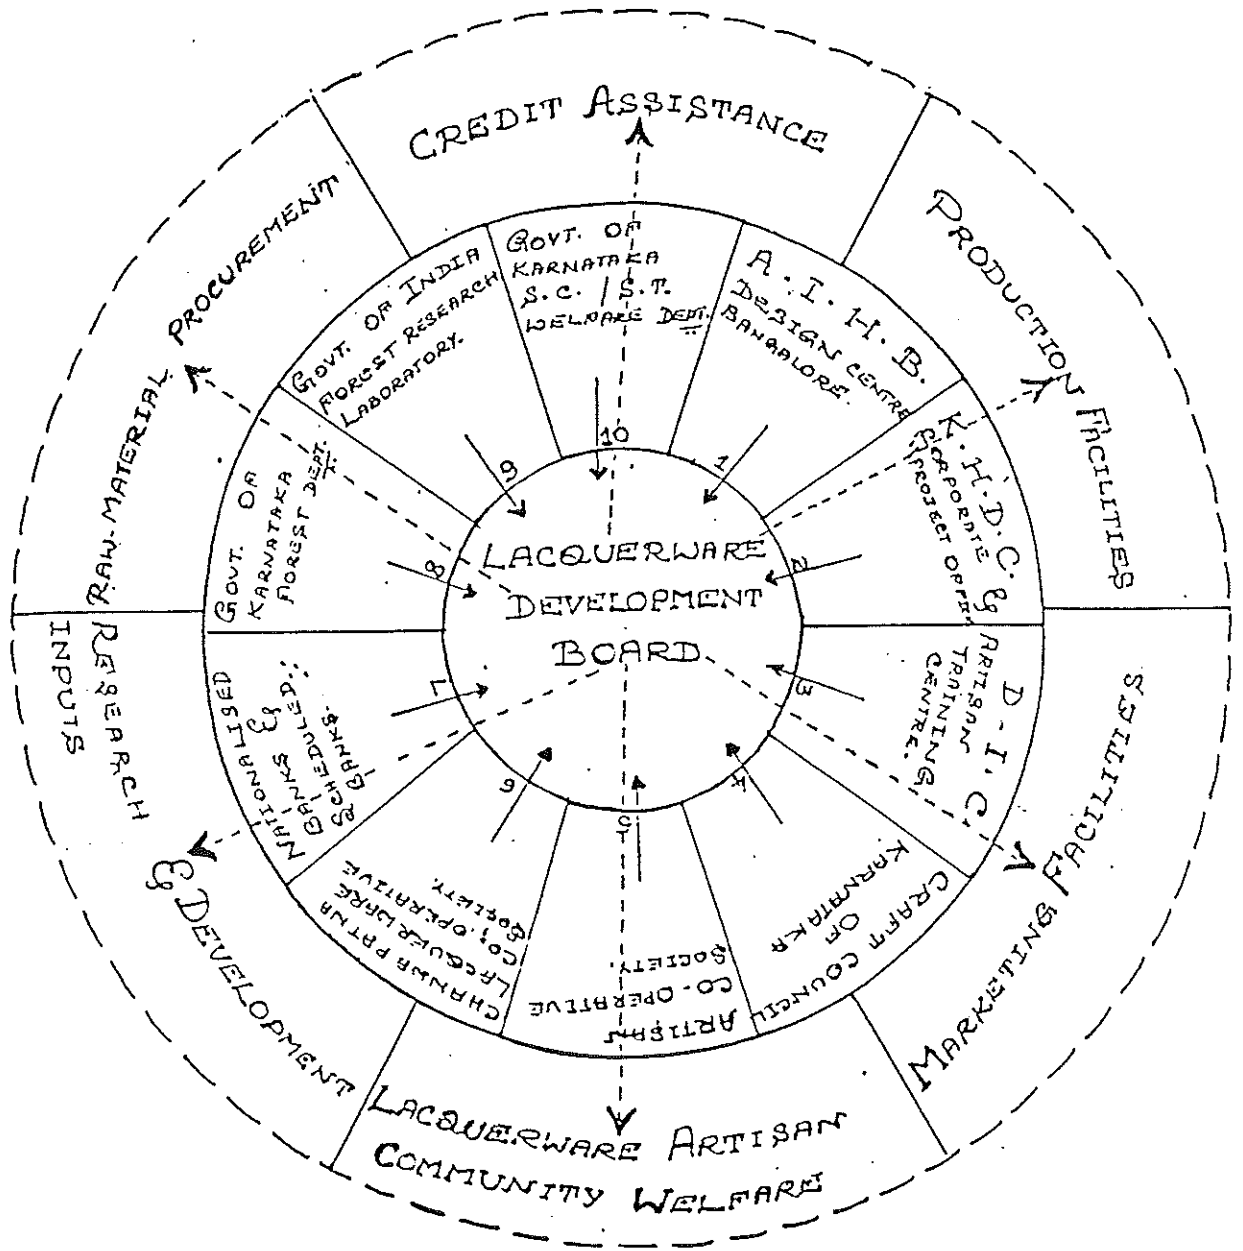 CREDIT ASSISTANCE
PRODUCTION FACILITIES
MARKETING FACILITIES
LACQUERWARE ARTISAN
COMMUNITY WELFARE
RESEARCH
INPUTS
& DEVELOPMENT
RAW-MATERIAL PROCUREMENT
GOVT. OF
KARNATAKA
S.C. / S.T.
WELFARE DEPT.
10
A.I.H.B.
DESIGN CENTRE
BANGALORE.
1
K.H.D.C. &
CORPORATE
PROJECT
2
D.I.C.
ARTISAN
TRAINING
CENTRE.
3
CRAFT COUNCIL
OF
KARNATAKA
4
ARTISAN
CO-OPERATIVE
SOCIETY.
5
CHANNAPATNA
LACQUERWARE
CO, OPERATIVE
SOCIETY.
6
NATIONALISED
BANKS &
SCHEDULED
BANKS.
7
GOVT. OF
KARNATAKA
FOREST DEPT.
8
GOVT. OF INDIA
FOREST RESEARCH
LABORATORY.
9
LACQUERWARE
DEVELOPMENT
BOARD